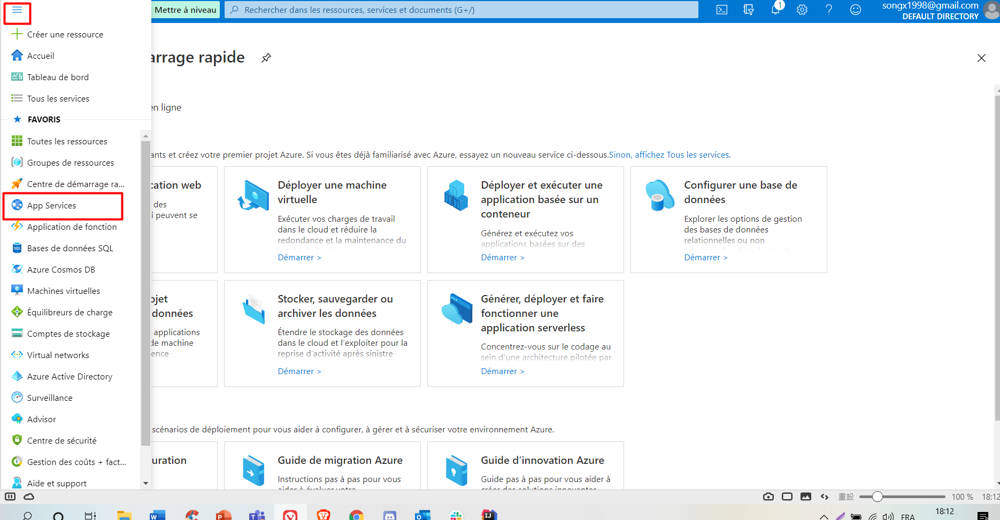 Mettre à niveau
Rechercher dans les ressources, services et documents (G+/)
1
songx1998@gmail.com
DEFAULT DIRECTORY
Créer une ressource
Accueil
Tableau de bord
Tous les services
FAVORIS
Toutes les ressources
Groupes de ressources
Centre de démarrage ra...
App Services
Application de fonction
Bases de données SQL
Azure Cosmos DB
Machines virtuelles
Équilibreurs de charge
Comptes de stockage
Virtual networks
Azure Active Directory
Surveillance
Advisor
Centre de sécurité
Gestion des coûts + fact...
Aide et support
arrage rapide
en ligne
ants et créez votre premier projet Azure. Si vous êtes déjà familiarisé avec Azure, essayez un nouveau service ci-dessous.Sinon, affichez Tous les services.
cation web
des
i peuvent se
Déployer une machine
virtuelle
Exécuter vos charges de travail
dans le cloud et réduire la
redondance et la maintenance du
Démarrer >
Déployer et exécuter une
application basée sur un
conteneur
Générez et exécutez vos
applications basées sur des
Démarrer >
Configurer une base de
données
Explorer les options de gestion
des bases de données
relationnelles ou non
Démarrer >
ojet
données
applications
de machine
ence
Stocker, sauvegarder ou
archiver les données
Étendre le stockage des données
dans le cloud et l’exploiter pour la
reprise d’activité après sinistre
Démarrer >
Générer, déployer et faire
fonctionner une
application serverless
Concentrez-vous sur le codage au
sein d’une architecture pilotée par
Démarrer >
scénarios de déploiement pour vous aider à configurer, à gérer et à sécuriser votre environnement Azure.
uration
Guide de migration Azure
Instructions pas à pas pour vous
aider à évaluer votre
Guide d’innovation Azure
Guide pas à pas pour vous aider à
créer des solutions innovantes
重設
100 %
18:12
FRA
18:12